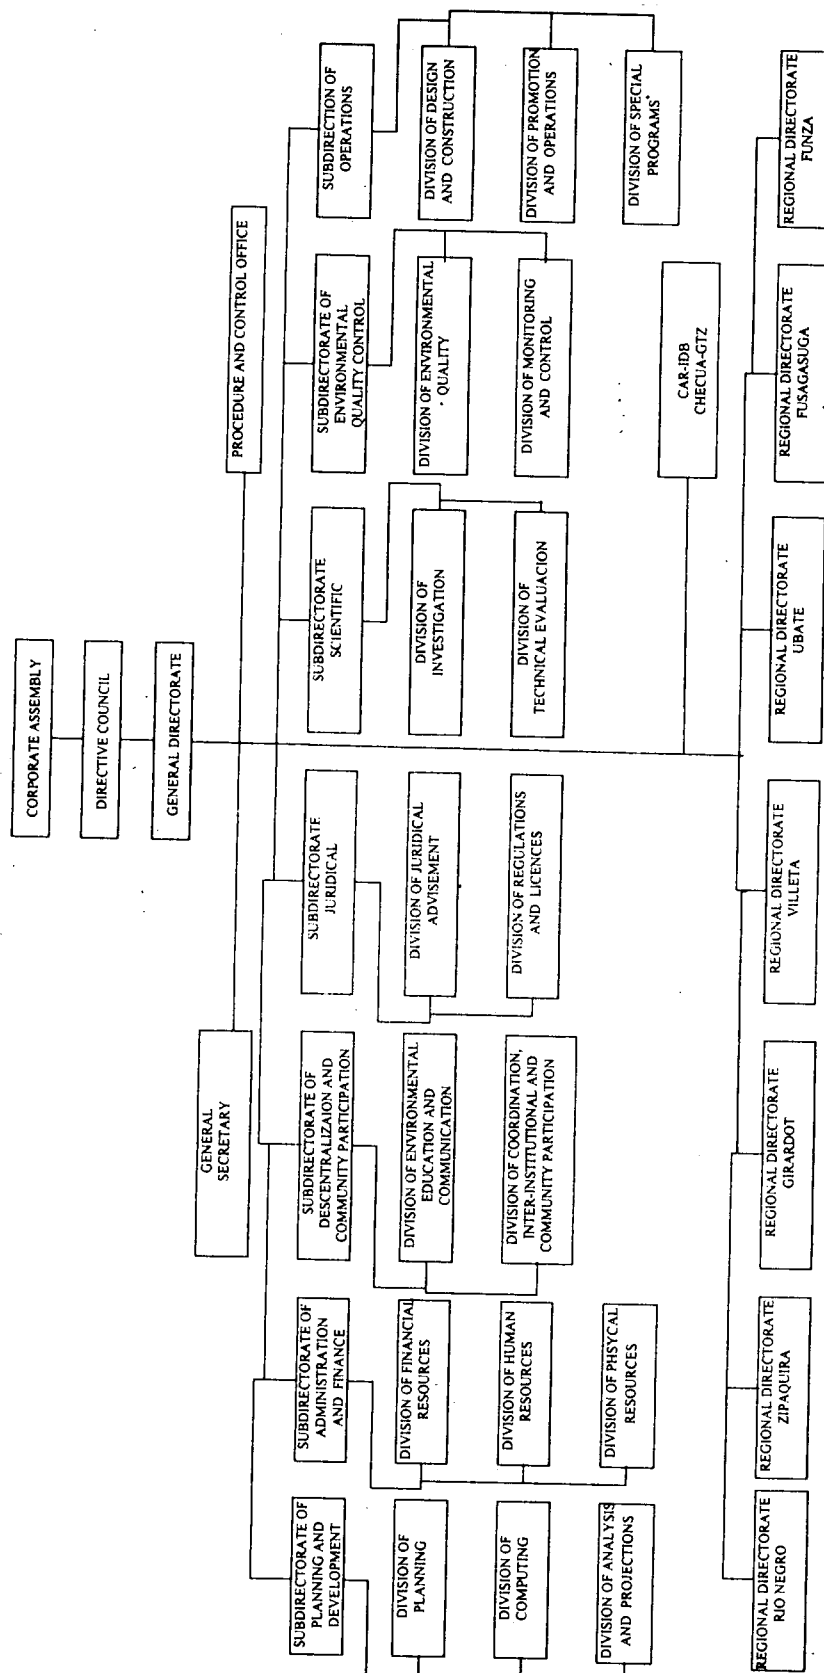 CORPORATE ASSEMBLY
DIRECTIVE COUNCIL
GENERAL DIRECTORATE
GENERAL
SECRETARY
PROCEDURE AND CONTROL OFFICE
SUBDIRECTORATE OF
PLANNING AND
DEVELOPMENT
SUBDIRECTORATE OF
ADMINISTRATION
AND FINANCE
SUBDIRECTORATE OF
DESCENTRALIZAION AND
COMMUNITY PARTICIPATION
SUBDIRECTORATE
JURIDICAL
SUBDIRECTORATE
SCIENTIFIC
SUBDIRECTORATE OF
ENVIRONMENTAL
QUALITY CONTROL
SUBDIRECTION OF
OPERATIONS
DIVISION OF
PLANNING
DIVISION OF FINANCIAL
RESOURCES
DIVISION OF ENVIRONMENTAL
EDUCATION AND
COMMUNICATION
DIVISION OF JURIDICAL
ADVISEMENT
DIVISION OF
INVESTIGATION
DIVISION OF ENVIRONMENTAL
QUALITY
DIVISION OF DESIGN
AND CONSTRUCTION
DIVISION OF
COMPUTING
DIVISION OF HUMAN
RESOURCES
DIVISION OF COORDINATION,
INTER-INSTITUTIONAL AND
COMMUNITY PARTICIPATION
DIVISION OF REGULATIONS
AND LICENCES
DIVISION OF
TECHNICAL EVALUACION
DIVISION OF MONITORING
AND CONTROL
DIVISION OF PROMOTION
AND OPERATIONS
DIVISION OF ANALYSIS
AND PROJECTIONS
DIVISION OF PHSYCAL
RESOURCES
DIVISION OF SPECIAL
PROGRAMS*
CAR-IDB
CHECUA-GTZ
REGIONAL DIRECTORATE
RIO NEGRO
REGIONAL DIRECTORATE
ZIPAQUIRA
REGIONAL DIRECTORATE
GIRARDOT
REGIONAL DIRECTORATE
VILLETA
REGIONAL DIRECTORATE
UBATE
REGIONAL DIRECTORATE
FUSAGASUGA
REGIONAL DIRECTORATE
FUNZA